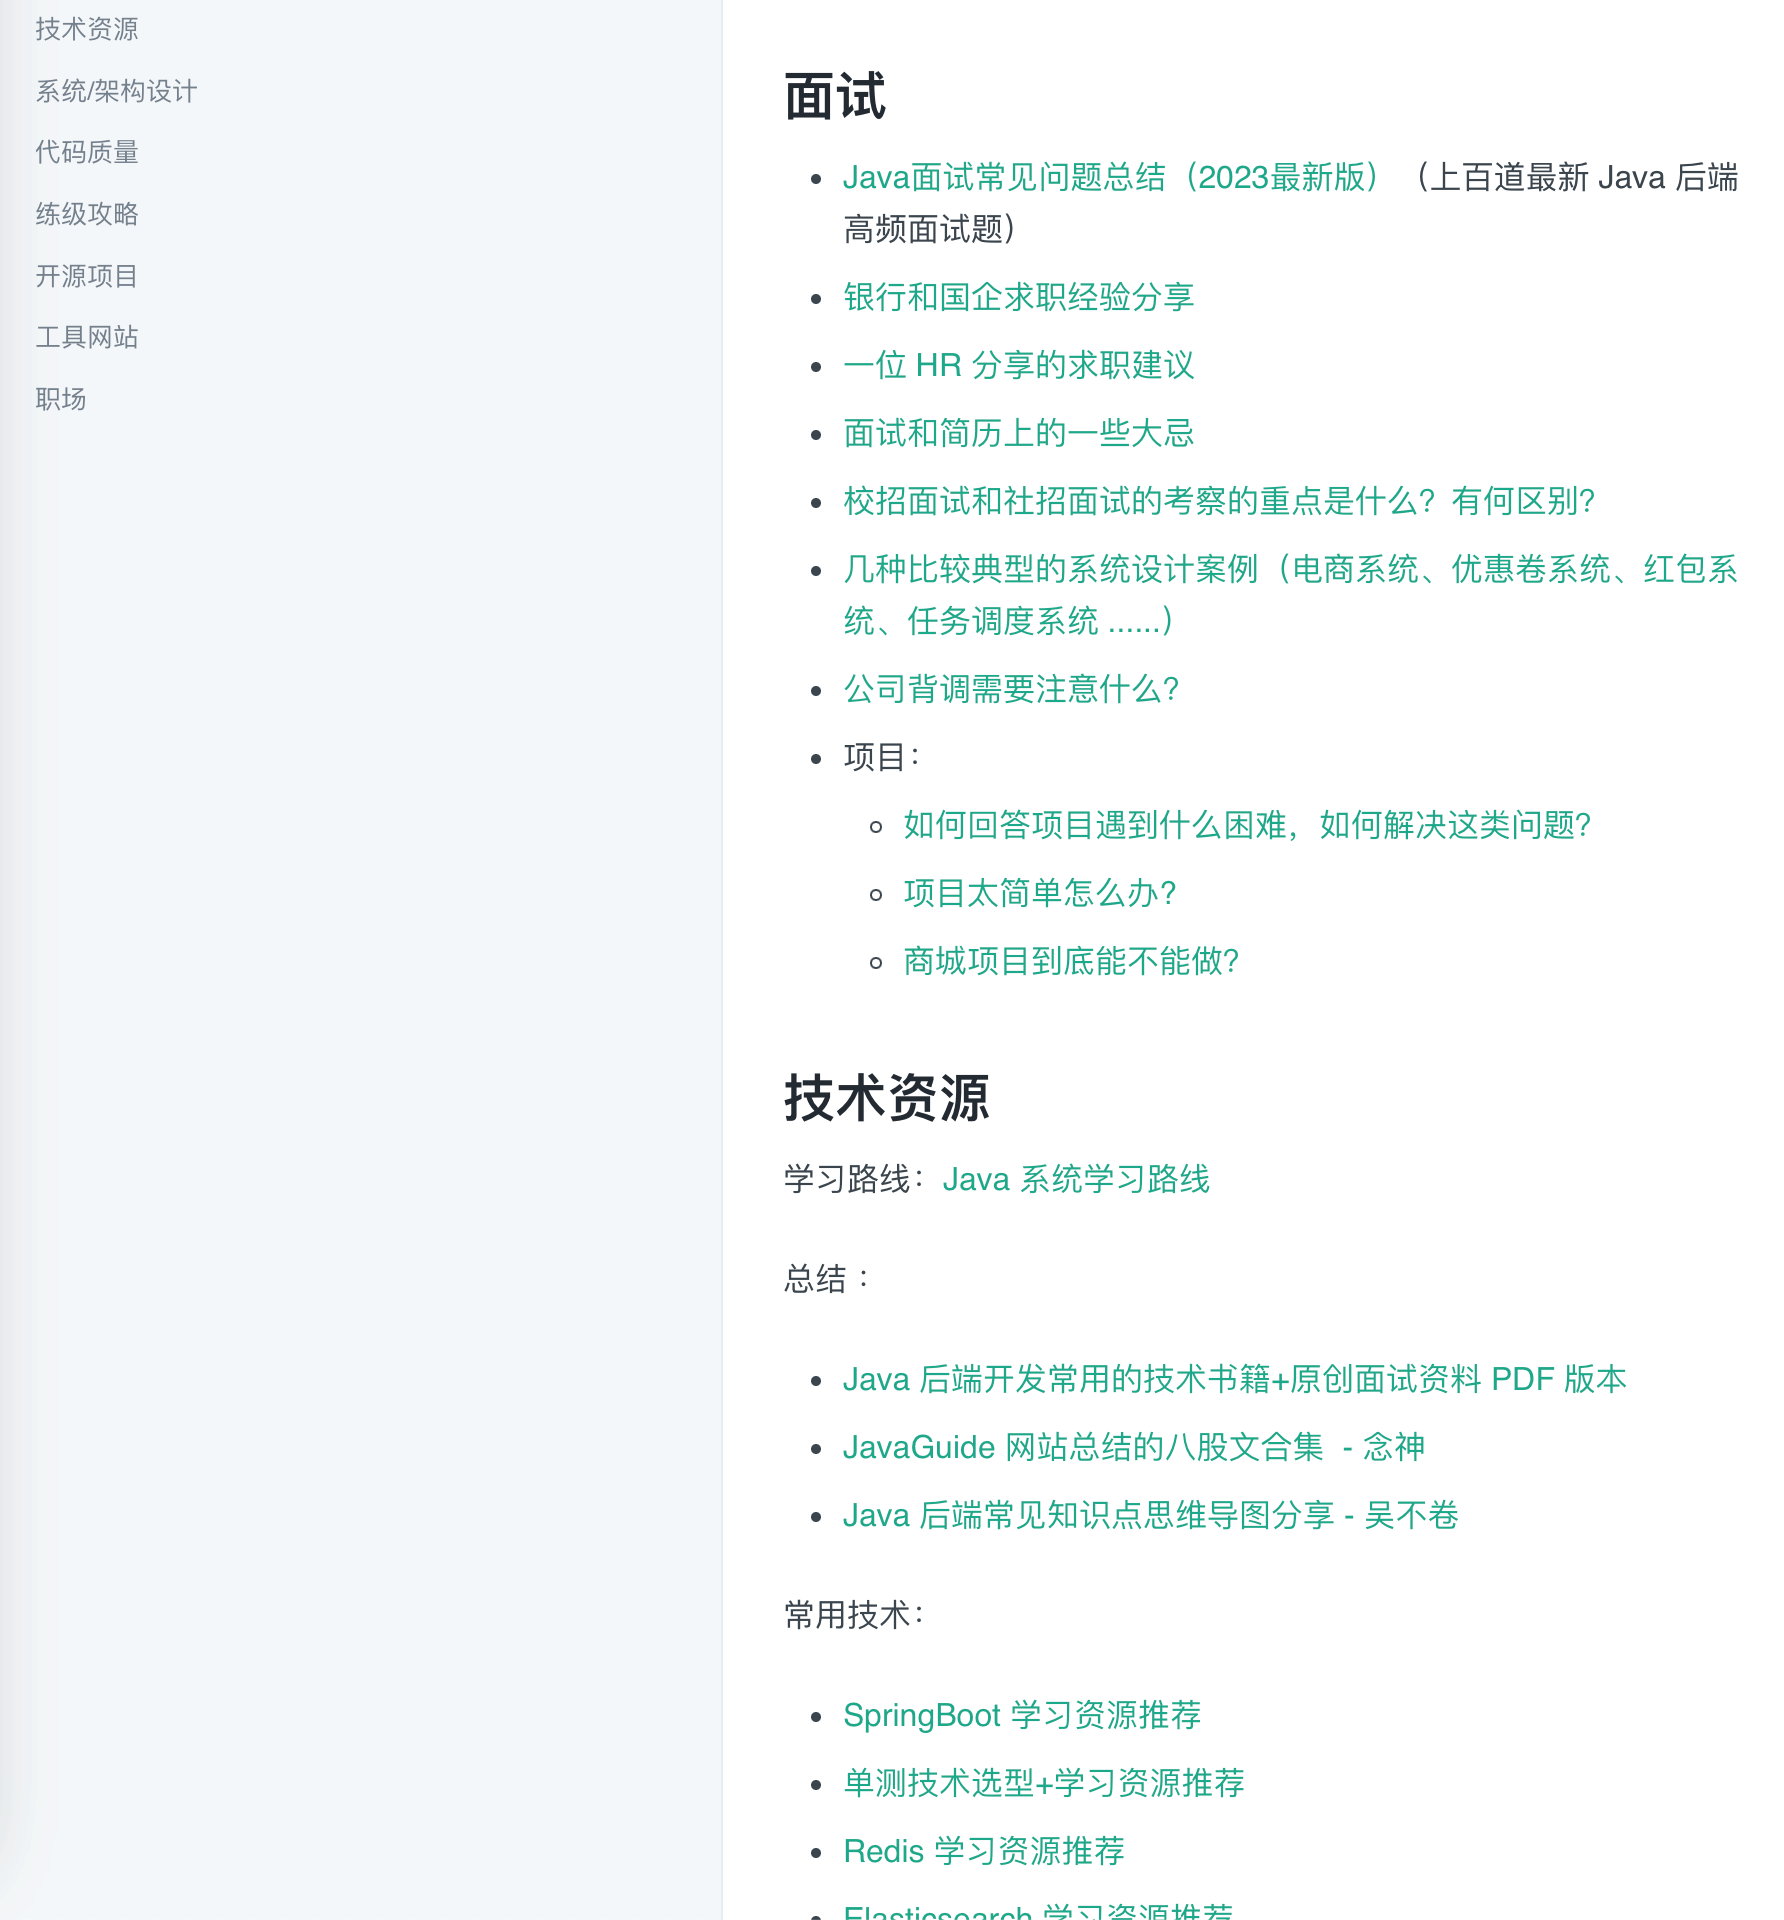 技术资源
系统/架构设计
代码质量
练级攻略
开源项目
工具网站
职场
面试
Java面试常见问题总结（2023最新版）（上百道最新 Java 后端
高频面试题）
银行和国企求职经验分享
一位 HR 分享的求职建议
面试和简历上的一些大忌
校招面试和社招面试的考察的重点是什么？有何区别？
几种比较典型的系统设计案例（电商系统、优惠卷系统、红包系
统、任务调度系统 ......）
公司背调需要注意什么？
项目：
如何回答项目遇到什么困难，如何解决这类问题？
项目太简单怎么办？
商城项目到底能不能做？
技术资源
学习路线：Java 系统学习路线
总结 ：
Java 后端开发常用的技术书籍+原创面试资料 PDF 版本
JavaGuide 网站总结的八股文合集  - 念神
Java 后端常见知识点思维导图分享 - 吴不卷
常用技术：
SpringBoot 学习资源推荐
单测技术选型+学习资源推荐
Redis 学习资源推荐
Elasticsearch 学习资源推荐